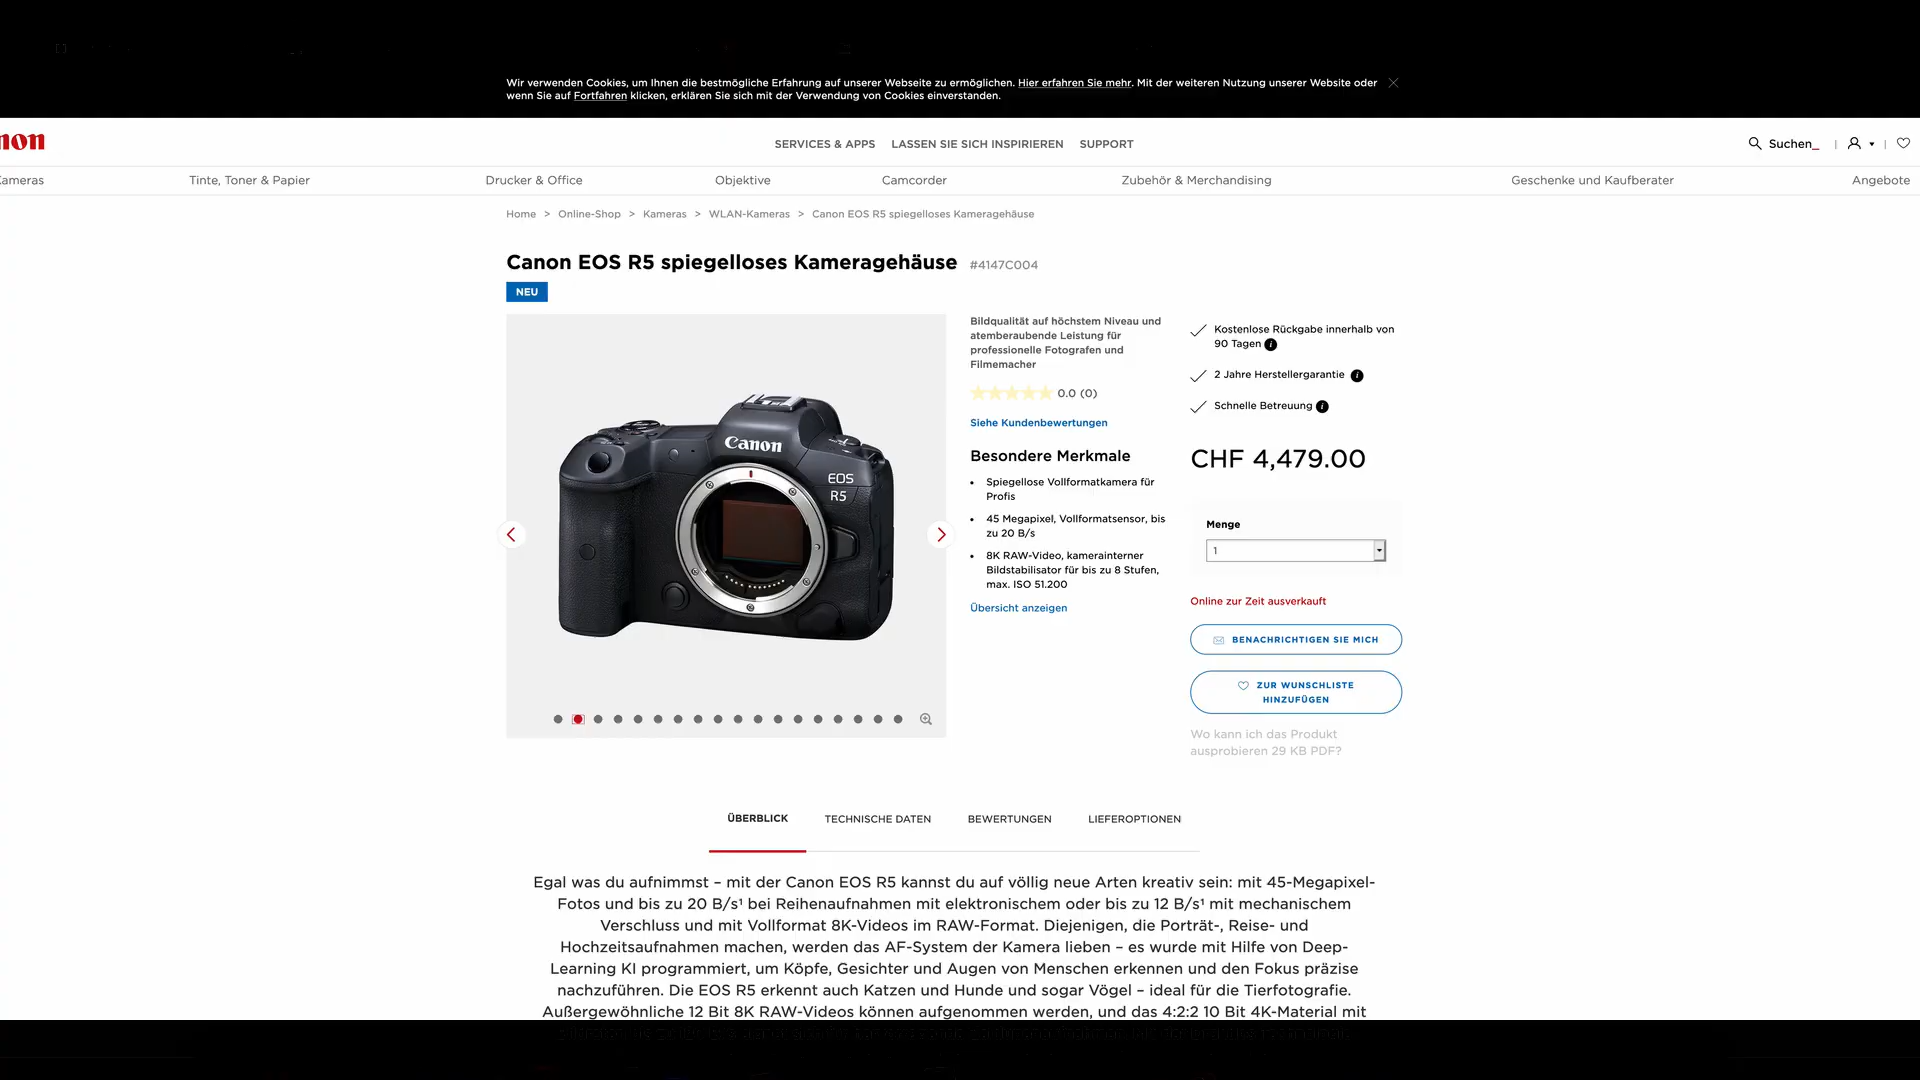 Wir verwenden Cookies, um Ihnen die bestmögliche Erfahrung auf unserer Webseite zu ermöglichen. Hier erfahren Sie mehr. Mit der weiteren Nutzung unserer Website oder
wenn Sie auf Fortfahren klicken, erklären Sie sich mit der Verwendung von Cookies einverstanden.
non
SERVICES & APPS LASSEN SIE SICH INSPIRIEREN SUPPORT
Suchen_
ameras Tinte, Toner & Papier Drucker & Office Objektive Camcorder Zubehör & Merchandising Geschenke und Kaufberater Angebote
Home > Online-Shop > Kameras > WLAN-Kameras > Canon EOS R5 spiegelloses Kameragehäuse
Canon EOS R5 spiegelloses Kameragehäuse #4147C004
NEU
Canon
EOS
R5
Bildqualität auf höchstem Niveau und
atemberaubende Leistung für
professionelle Fotografen und
Filmemacher
0.0 (0)
Siehe Kundenbewertungen
Besondere Merkmale
• Spiegellose Vollformatkamera für
Profis
• 45 Megapixel, Vollformatsensor, bis
zu 20 B/s
• 8K RAW-Video, kamerainterner
Bildstabilisator für bis zu 8 Stufen,
max. ISO 51.200
Übersicht anzeigen
Kostenlose Rückgabe innerhalb von
90 Tagen
2 Jahre Herstellergarantie
Schnelle Betreuung
CHF 4,479.00
Menge
1
Online zur Zeit ausverkauft
BENACHRICHTIGEN SIE MICH
ZUR WUNSCHLISTE
HINZUFÜGEN
Wo kann ich das Produkt
ausprobieren 29 KB PDF?
ÜBERBLICK TECHNISCHE DATEN BEWERTUNGEN LIEFEROPTIONEN
Egal was du aufnimmst – mit der Canon EOS R5 kannst du auf völlig neue Arten kreativ sein: mit 45-Megapixel-
Fotos und bis zu 20 B/s¹ bei Reihenaufnahmen mit elektronischem oder bis zu 12 B/s¹ mit mechanischem
Verschluss und mit Vollformat 8K-Videos im RAW-Format. Diejenigen, die Porträt-, Reise- und
Hochzeitsaufnahmen machen, werden das AF-System der Kamera lieben – es wurde mit Hilfe von Deep-
Learning KI programmiert, um Köpfe, Gesichter und Augen von Menschen erkennen und den Fokus präzise
nachzuführen. Die EOS R5 erkennt auch Katzen und Hunde und sogar Vögel – ideal für die Tierfotografie.
Außergewöhnliche 12 Bit 8K RAW-Videos können aufgenommen werden, und das 4:2:2 10 Bit 4K-Material mit